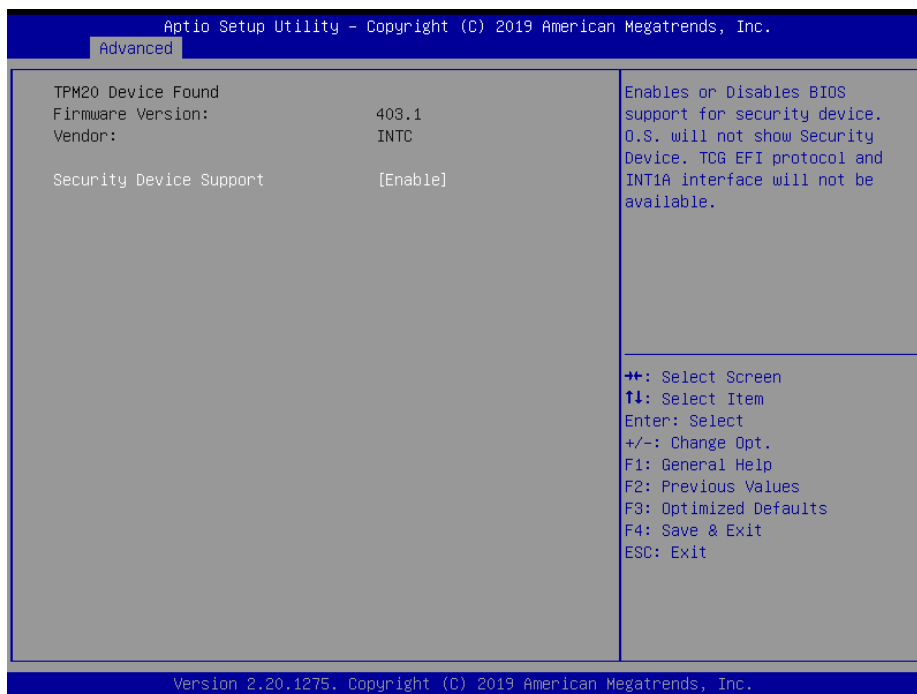 Aptio Setup Utility – Copyright (C) 2019 American Megatrends, Inc.
Advanced
TPM20 Device Found
Firmware Version: 403.1
Vendor: INTC
Security Device Support [Enable]
Enables or Disables BIOS
support for security device.
O.S. will not show Security
Device. TCG EFI protocol and
INT1A interface will not be
available.
→←: Select Screen
↑↓: Select Item
Enter: Select
+/-: Change Opt.
F1: General Help
F2: Previous Values
F3: Optimized Defaults
F4: Save & Exit
ESC: Exit
Version 2.20.1275. Copyright (C) 2019 American Megatrends, Inc.